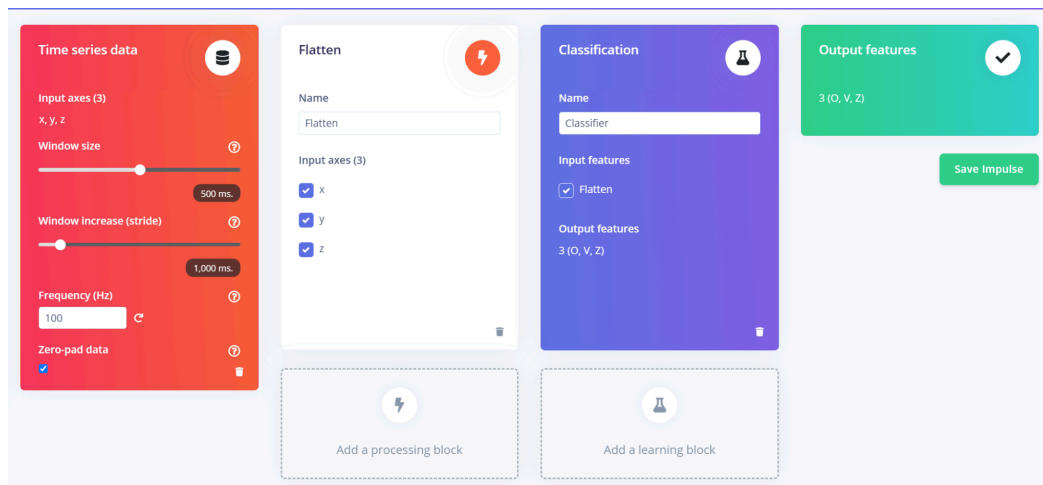 Time series data
Input axes (3)
x, y, z
Window size
500 ms.
Window increase (stride)
1,000 ms.
Frequency (Hz)
100
Zero-pad data
Flatten
Name
Flatten
Input axes (3)
x
y
z
Add a processing block
Classification
Name
Classifier
Input features
Flatten
Output features
3 (O, V, Z)
Add a learning block
Output features
3 (O, V, Z)
Save Impulse